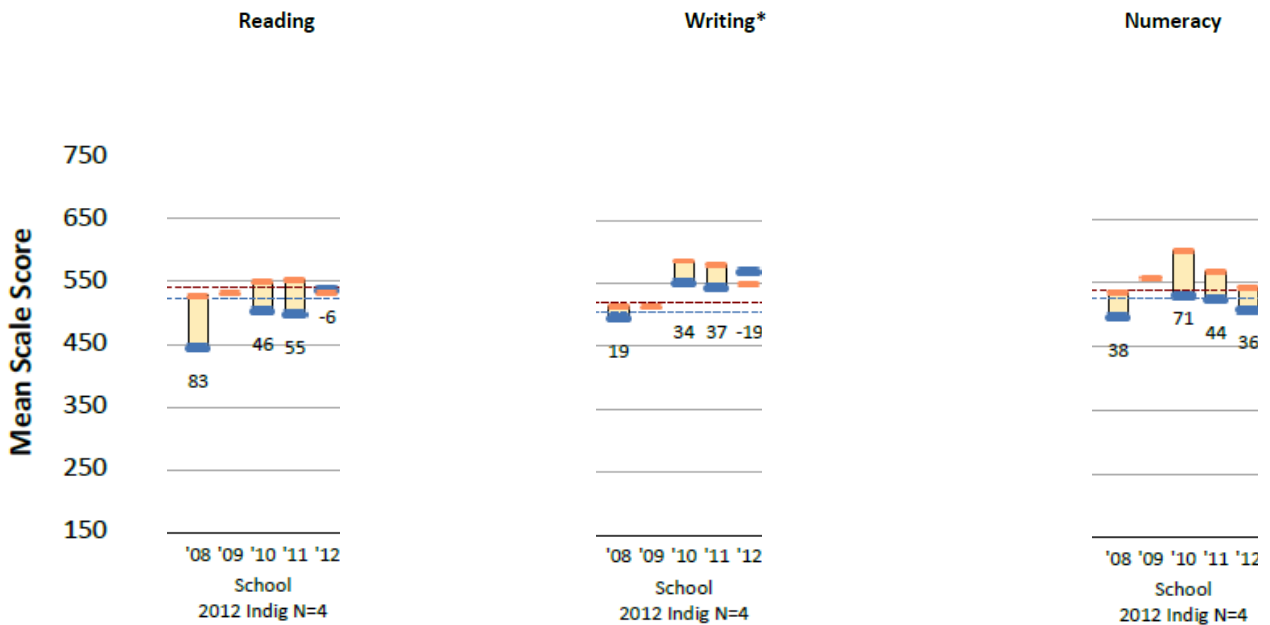 Reading
Writing*
Numeracy
Mean Scale Score
750
650
550
450
350
250
150
83
46
55
-6
'08 '09 '10 '11 '12
School
2012 Indig N=4
19
34
37
-19
'08 '09 '10 '11 '12
School
2012 Indig N=4
38
71
44
36
'08 '09 '10 '11 '12
School
2012 Indig N=4